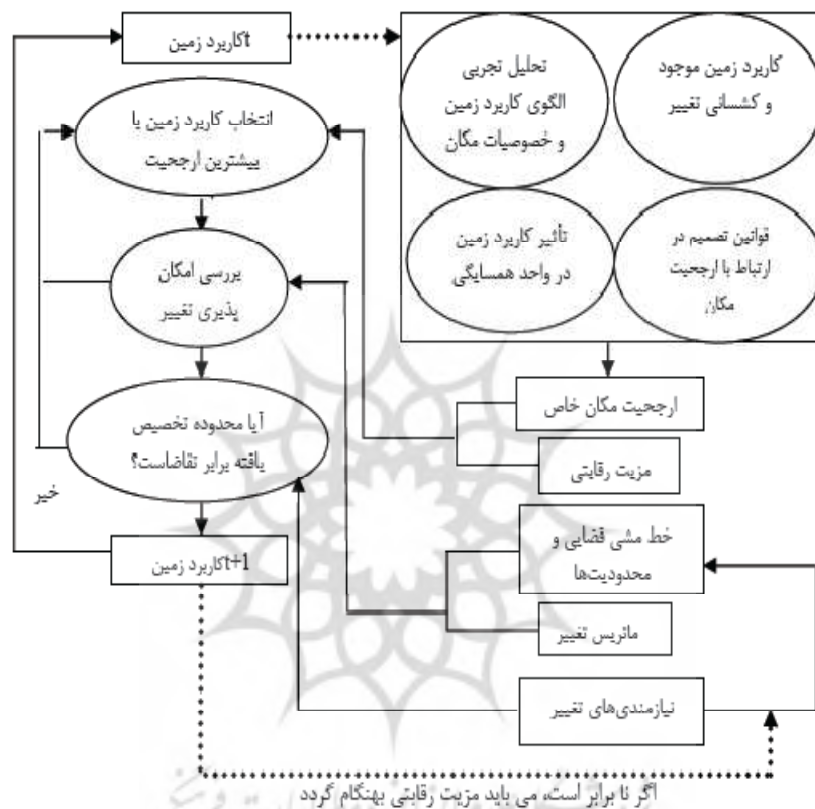 کاربرد زمین t
تحلیل تجربی
الگوی کاربرد زمین
و خصوصیات مکان
کاربرد زمین موجود
و کشسانی تغییر
تأثیر کاربرد زمین
در واحد همسایگی
قوانین تصمیم در
ارتباط با ارجحیت
مکان
انتخاب کاربرد زمین با
بیشترین ارجحیت
بررسی امکان
پذیری تغییر
آیا محدوده تخصیص
یافته برابر تقاضاست؟
خیر
کاربرد زمین t+1
ارجحیت مکان خاص
مزیت رقابتی
خط مشی فضایی و
محدودیت‌ها
ماتریس تغییر
نیازمندی‌های تغییر
اگر نا برابر است، می باید مزیت رقابتی بهنگام گردد